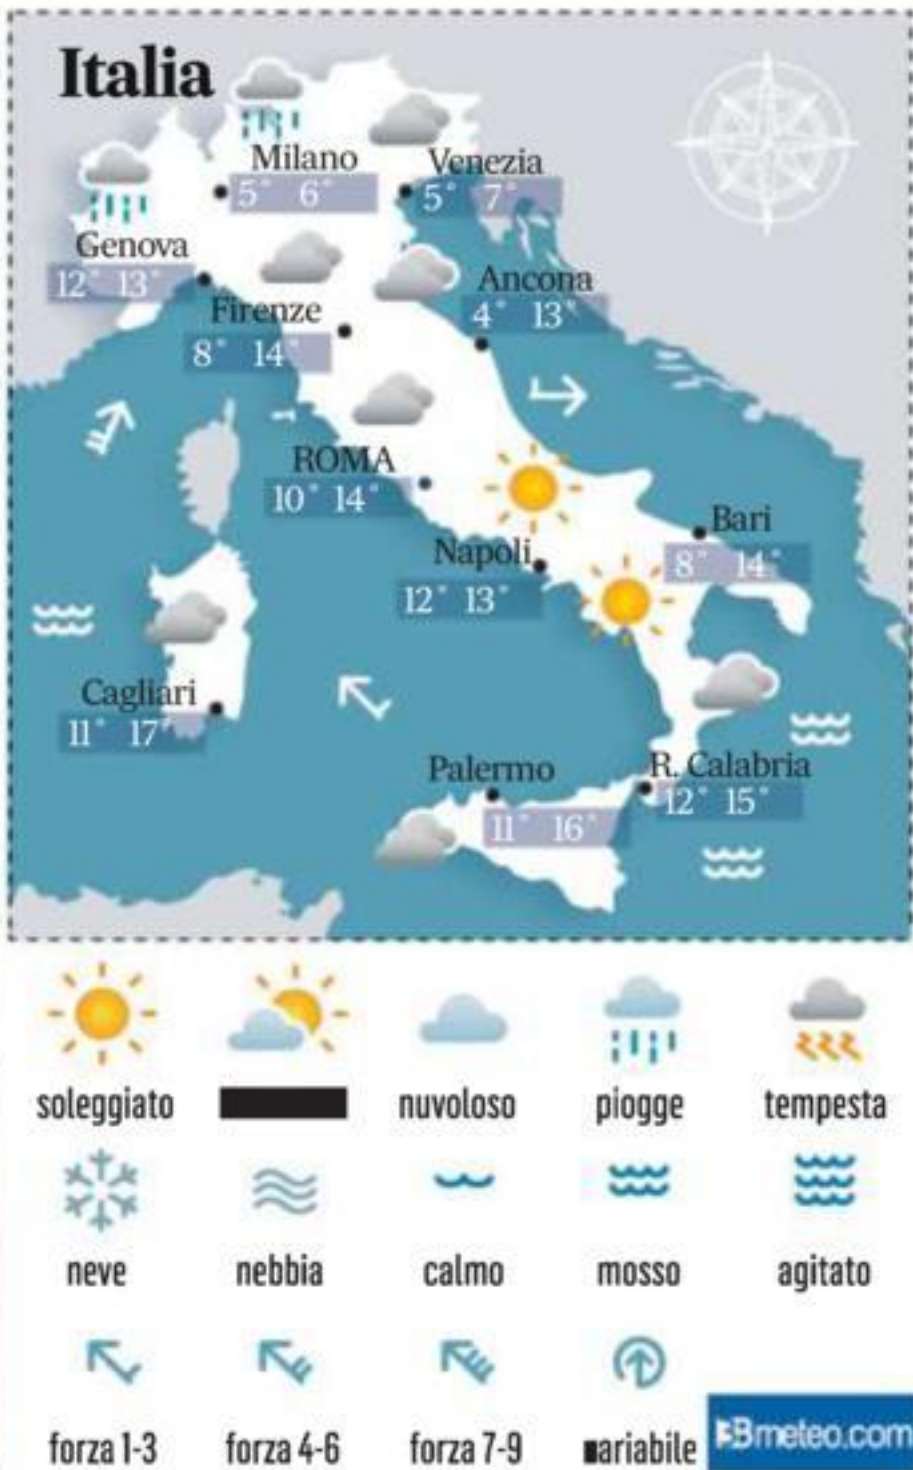 Italia
Milano
5° 6°
Venezia
5° 7°
Genova
12° 13°
Ancona
4° 13°
Firenze
8° 14°
ROMA
10° 14°
Bari
8° 14°
Napoli
12° 13°
Cagliari
11° 17°
Palermo
11° 16°
R. Calabria
12° 15°
soleggiato
nuvoloso
piogge
tempesta
neve
nebbia
calmo
mosso
agitato
forza 1-3
forza 4-6
forza 7-9
ariabile
3Bmeteo.com